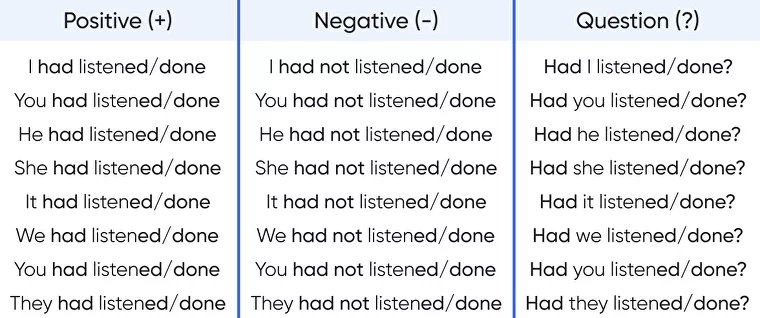 Positive (+) Negative (-) Question (?)
I had listened/done I had not listened/done Had I listened/done?
You had listened/done You had not listened/done Had you listened/done?
He had listened/done He had not listened/done Had he listened/done?
She had listened/done She had not listened/done Had she listened/done?
It had listened/done It had not listened/done Had it listened/done?
We had listened/done We had not listened/done Had we listened/done?
You had listened/done You had not listened/done Had you listened/done?
They had listened/done They had not listened/done Had they listened/done?